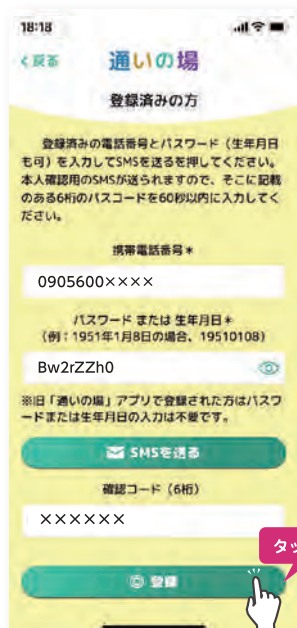 18:18
く戻る
通いの場
登録済みの方
登録済みの電話番号とパスワード（生年月日
も可）を入力してSMSを送るを押してください。
本人確認用のSMSが送られますので、そこに記載
のある6桁のパスコードを60秒以内に入力してく
ださい。
携帯電話番号*
0905600××××
パスワード または 生年月日*
（例：1951年1月8日の場合、19510108）
Bw2rZZh0
※旧「通いの場」アプリで登録された方はパスワ
ードまたは生年月日の入力は不要です。
SMSを送る
確認コード（6桁）
××××××
登録
タッ